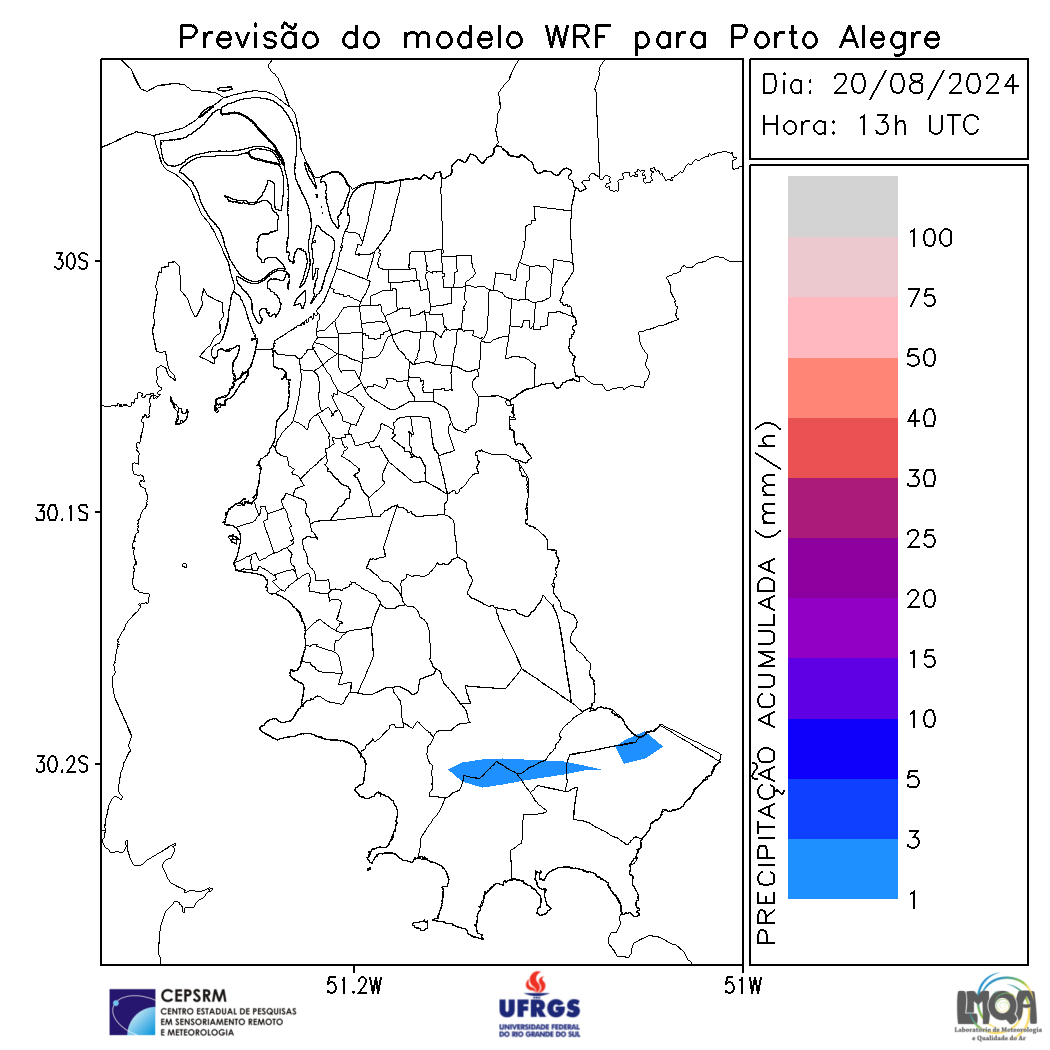 Previsão do modelo WRF para Porto Alegre
Dia: 20/08/2024
Hora: 13h UTC
30S
30.1S
30.2S
51.2W
51W
PRECIPITAÇÃO ACUMULADA (mm/h)
100
75
50
40
30
25
20
15
10
5
3
1
CEPSRM
CENTRO ESTADUAL DE PESQUISAS
EM SENSORIAMENTO REMOTO
E METEOROLOGIA
UFRGS
UNIVERSIDADE FEDERAL
DO RIO GRANDE DO SUL
LMQA
Laboratório de Meteorologia
e Qualidade do Ar